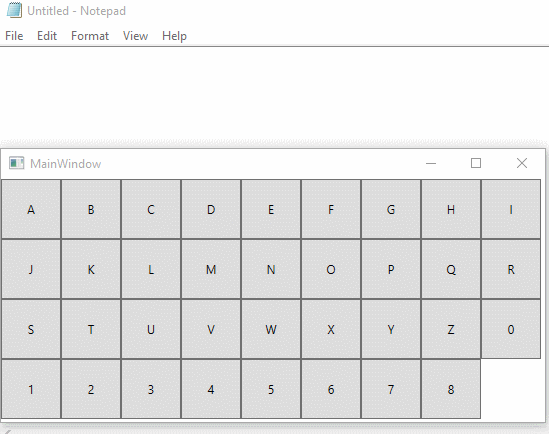 Untitled - Notepad
File Edit Format View Help
MainWindow
A B C D E F G H I
J K L M N O P Q R
S T U V W X Y Z 0
1 2 3 4 5 6 7 8